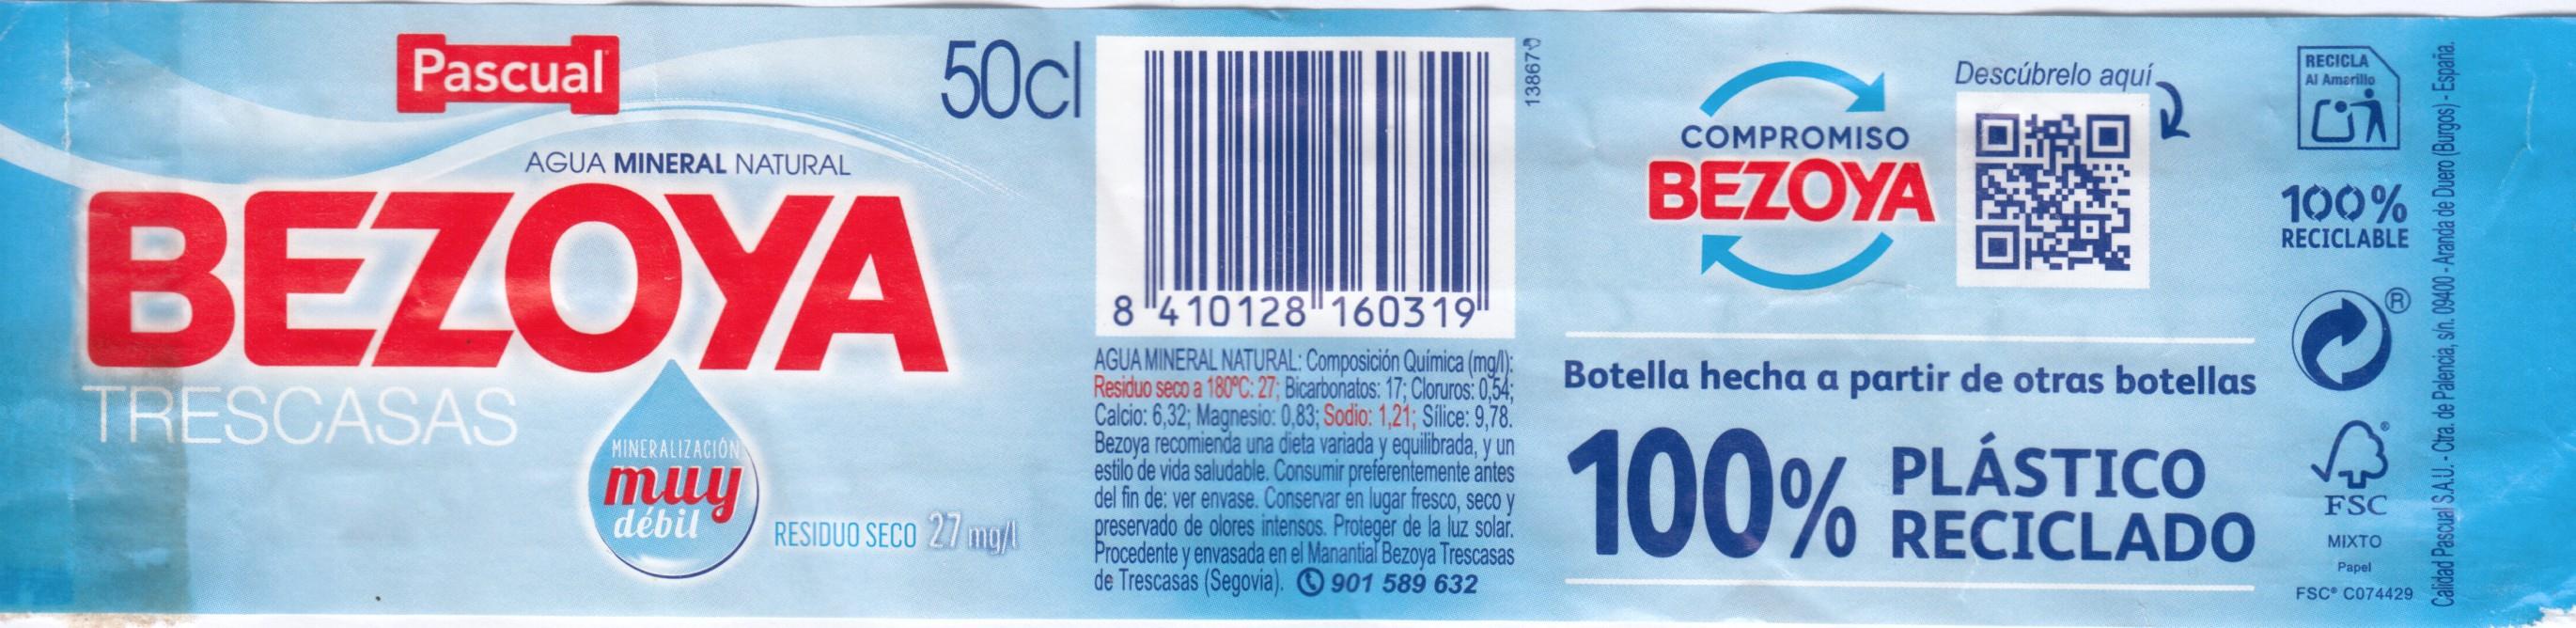 Pascual
AGUA MINERAL NATURAL
BEZOYA
TRESCASAS
MINERALIZACIÓN
muy
débil
RESIDUO SECO 27 mg/l
50cl
8 410128 160319
13867
AGUA MINERAL NATURAL: Composición Química (mg/l):
Residuo seco a 180ºC: 27; Bicarbonatos: 17; Cloruros: 0,54;
Calcio: 6,32; Magnesio: 0,83; Sodio: 1,21; Sílice: 9,78.
Bezoya recomienda una dieta variada y equilibrada, y un
estilo de vida saludable. Consumir preferentemente antes
del fin de: ver envase. Conservar en lugar fresco, seco y
preservado de olores intensos. Proteger de la luz solar.
Procedente y envasada en el Manantial Bezoya Trescasas
de Trescasas (Segovia). 901 589 632
COMPROMISO
BEZOYA
Descúbrelo aquí
Botella hecha a partir de otras botellas
100% PLÁSTICO
RECICLADO
RECICLA
Al Amarillo
100%
RECICLABLE
®
®
FSC
MIXTO
Papel
FSC® C074429
Calidad Pascual S.A.U. - Ctra. de Palencia, s/n. 09400 - Aranda de Duero (Burgos) - España.